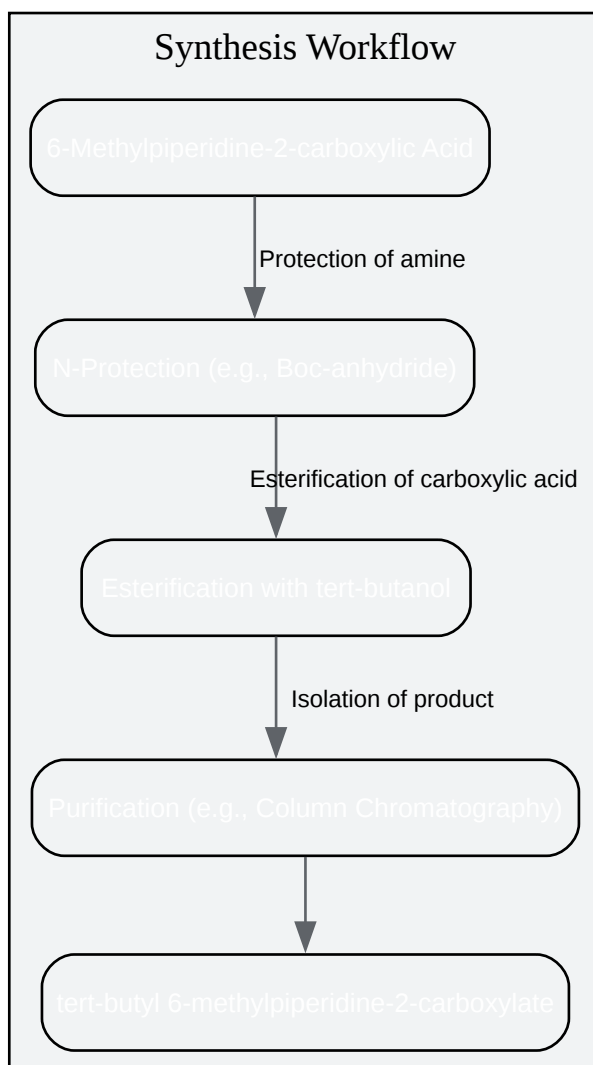 Synthesis Workflow
6-Methylpiperidine-2-carboxylic Acid
Protection of amine
N-Protection (e.g., Boc-anhydride)
Esterification of carboxylic acid
Esterification with tert-butanol
Isolation of product
Purification (e.g., Column Chromatography)
tert-butyl 6-methylpiperidine-2-carboxylate